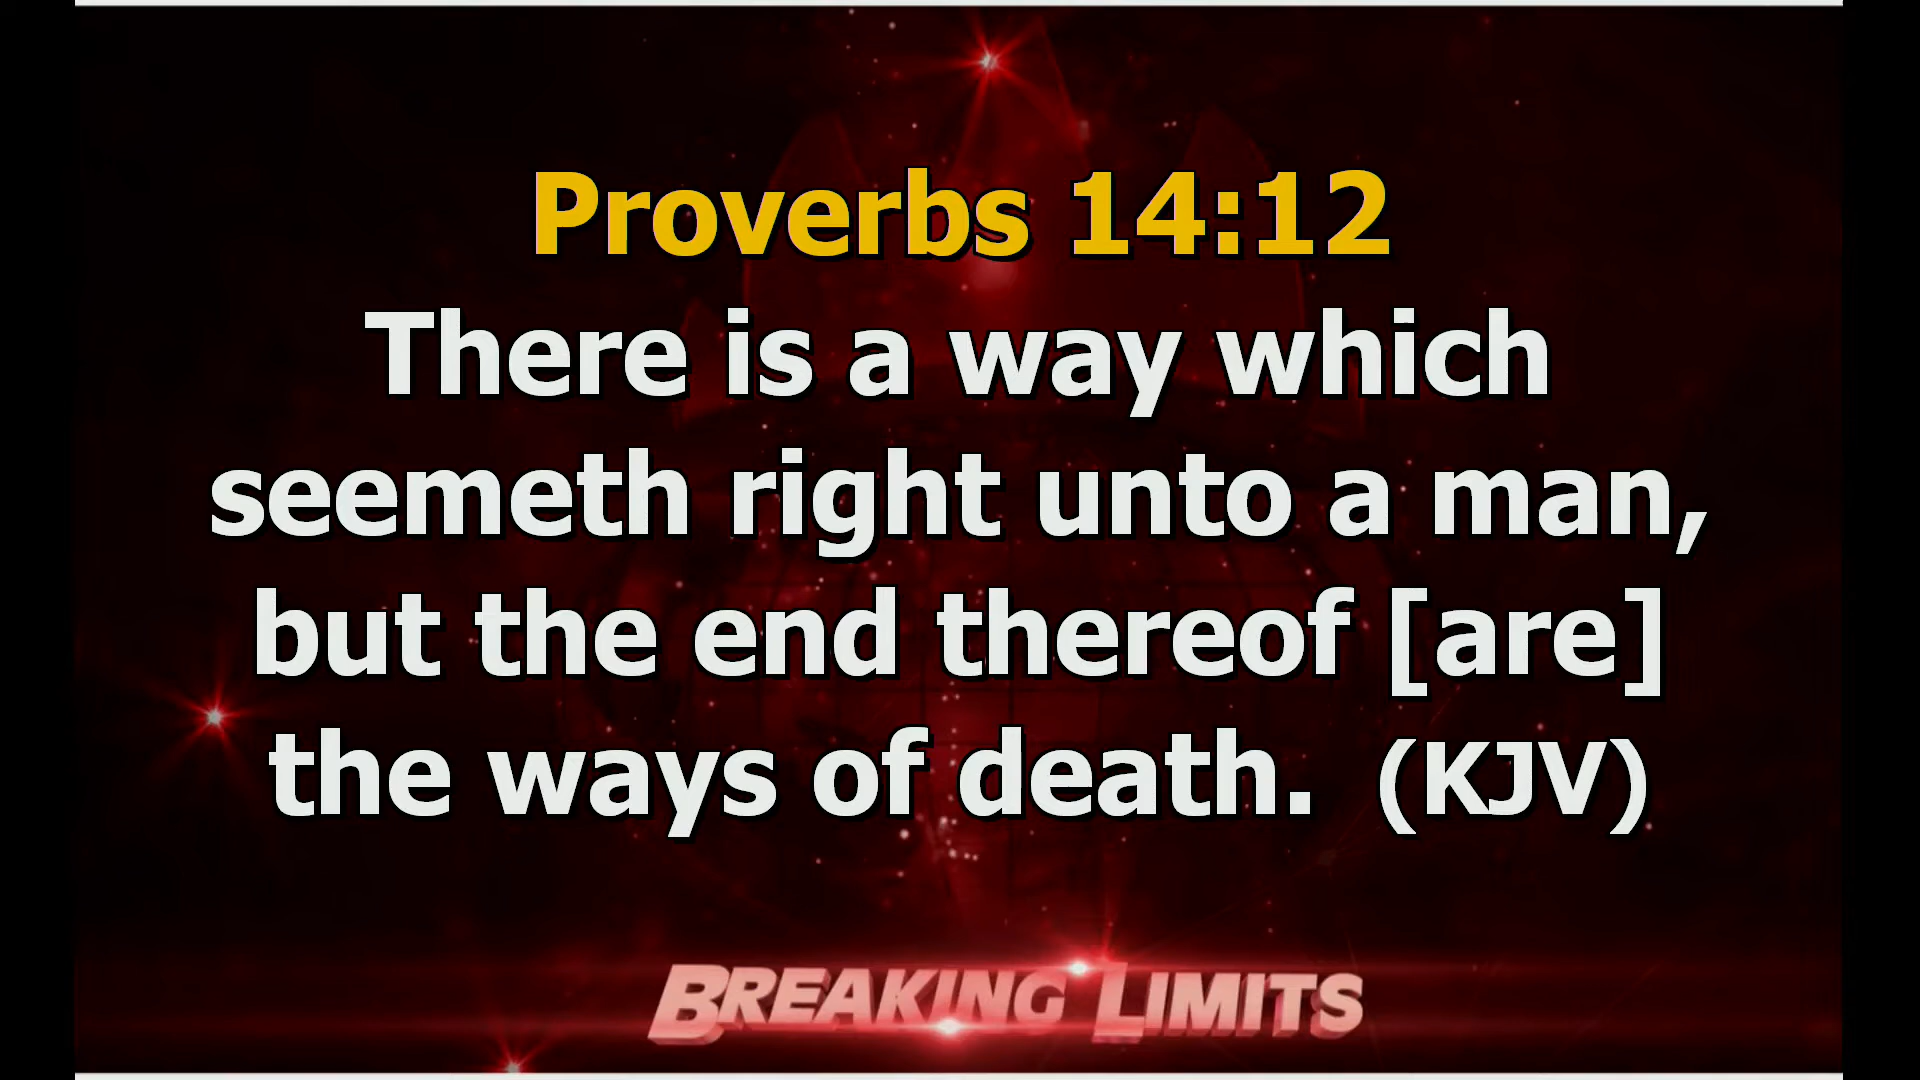 Proverbs 14:12
There is a way which
seemeth right unto a man,
but the end thereof [are]
the ways of death.  (KJV)
BREAKING LIMITS